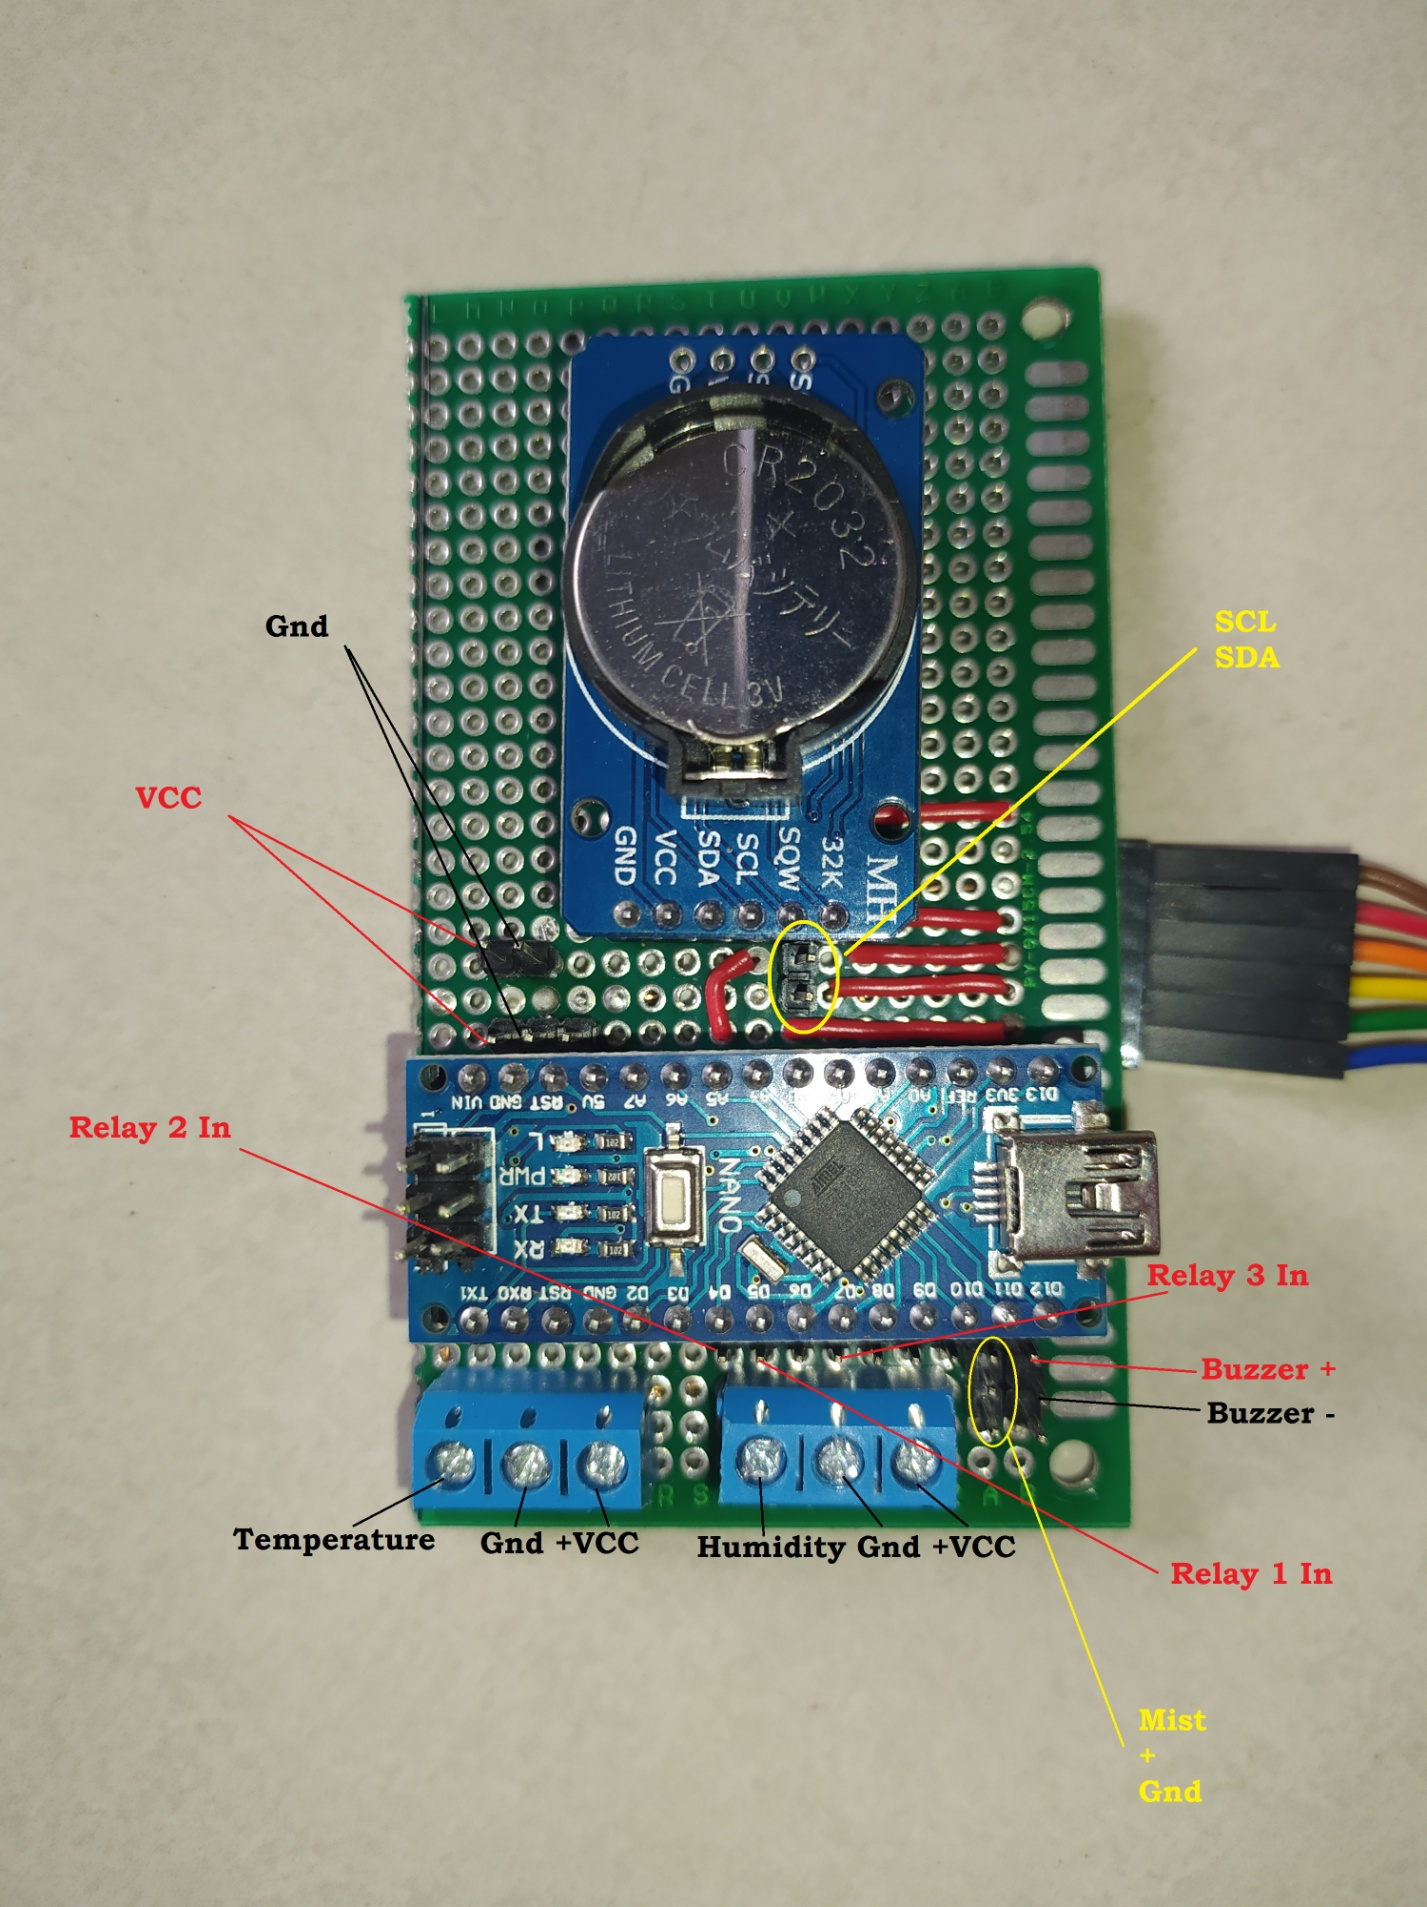 CR2032
LITHIUM CELL 3V
Gnd
SCL
SDA
VCC
GND
VCC
SDA
SCL
SQW
32K
MH
VIN GND RST 5V A7 A6 A5 A0 REF 3V3 D13
1
Relay 2 In
L
PWR
TX
RX
NANO
ATMEL
TX1 RX0 RST GND D2 D3 D4 D5 D6 D7 D8 D9 D10 D11 D12
Relay 3 In
Buzzer +
Buzzer -
R S A
Temperature
Gnd +VCC
Humidity Gnd +VCC
Relay 1 In
Mist
+
Gnd